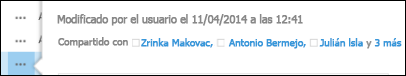 Modificado por el usuario el 11/04/2014 a las 12:41
Compartido con Zrinka Makovac, Antonio Bermejo, Julián Isla y 3 más